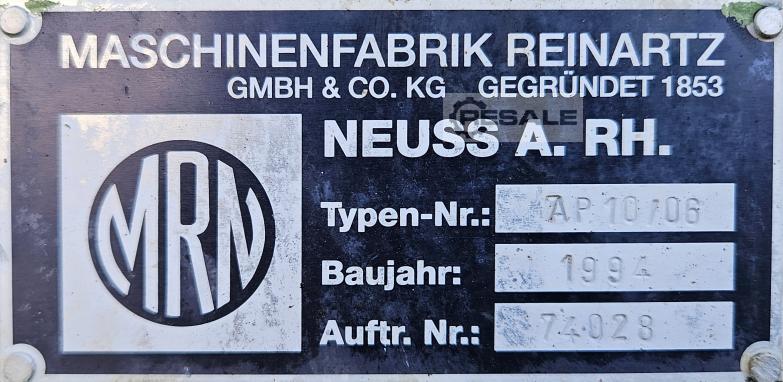 MASCHINENFABRIK REINARTZ
GMBH & CO. KG GEGRÜNDET 1853
RESALE
NEUSS A. RH.
MRN
Typen-Nr.: AP 10/06
Baujahr: 1994
Auftr. Nr.: 74028